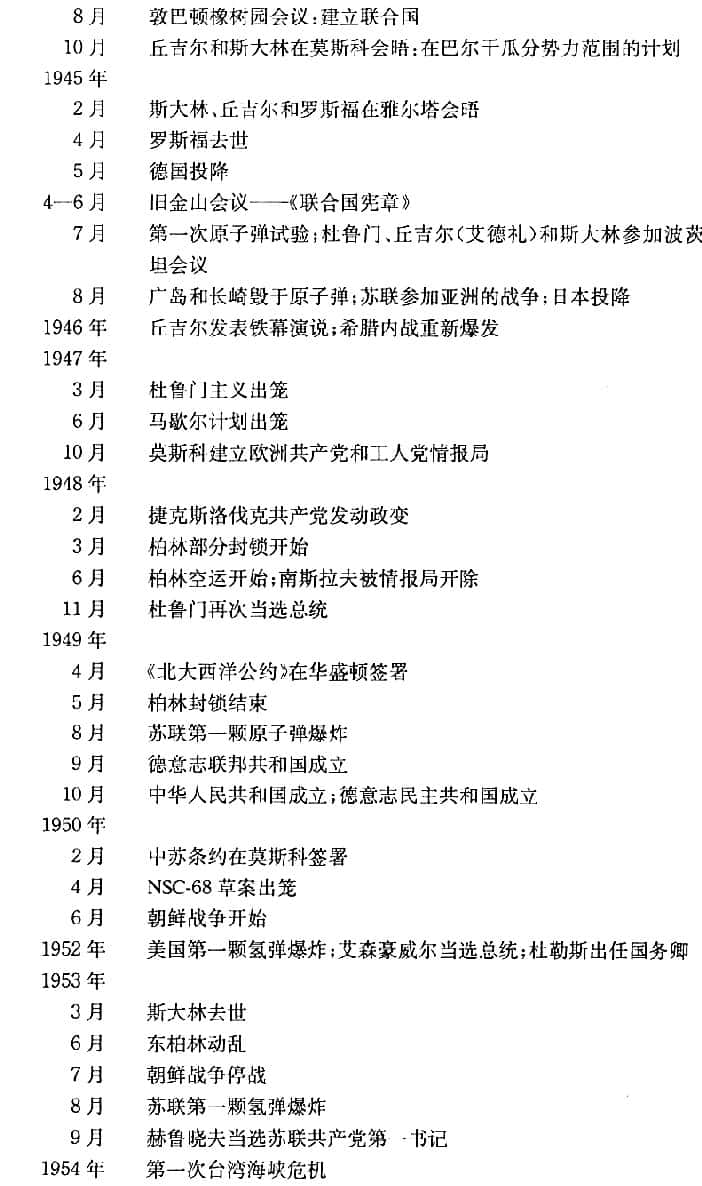 8月 敦巴顿橡树园会议:建立联合国
10月 丘吉尔和斯大林在莫斯科会晤:在巴尔干瓜分势力范围的计划
1945年
2月 斯大林、丘吉尔和罗斯福在雅尔塔会晤
4月 罗斯福去世
5月 德国投降
4—6月 旧金山会议——《联合国宪章》
7月 第一次原子弹试验;杜鲁门、丘吉尔(艾德礼)和斯大林参加波茨
坦会议
8月 广岛和长崎毁于原子弹;苏联参加亚洲的战争;日本投降
1946年 丘吉尔发表铁幕演说;希腊内战重新爆发
1947年
3月 杜鲁门主义出笼
6月 马歇尔计划出笼
10月 莫斯科建立欧洲共产党和工人党情报局
1948年
2月 捷克斯洛伐克共产党发动政变
3月 柏林部分封锁开始
6月 柏林空运开始;南斯拉夫被情报局开除
11月 杜鲁门再次当选总统
1949年
4月 《北大西洋公约》在华盛顿签署
5月 柏林封锁结束
8月 苏联第一颗原子弹爆炸
9月 德意志联邦共和国成立
10月 中华人民共和国成立;德意志民主共和国成立
1950年
2月 中苏条约在莫斯科签署
4月 NSC-68草案出笼
6月 朝鲜战争开始
1952年 美国第一颗氢弹爆炸;艾森豪威尔当选总统;杜勒斯出任国务卿
1953年
3月 斯大林去世
6月 东柏林动乱
7月 朝鲜战争停战
8月 苏联第一颗氢弹爆炸
9月 赫鲁晓夫当选苏联共产党第一书记
1954年 第一次台湾海峡危机